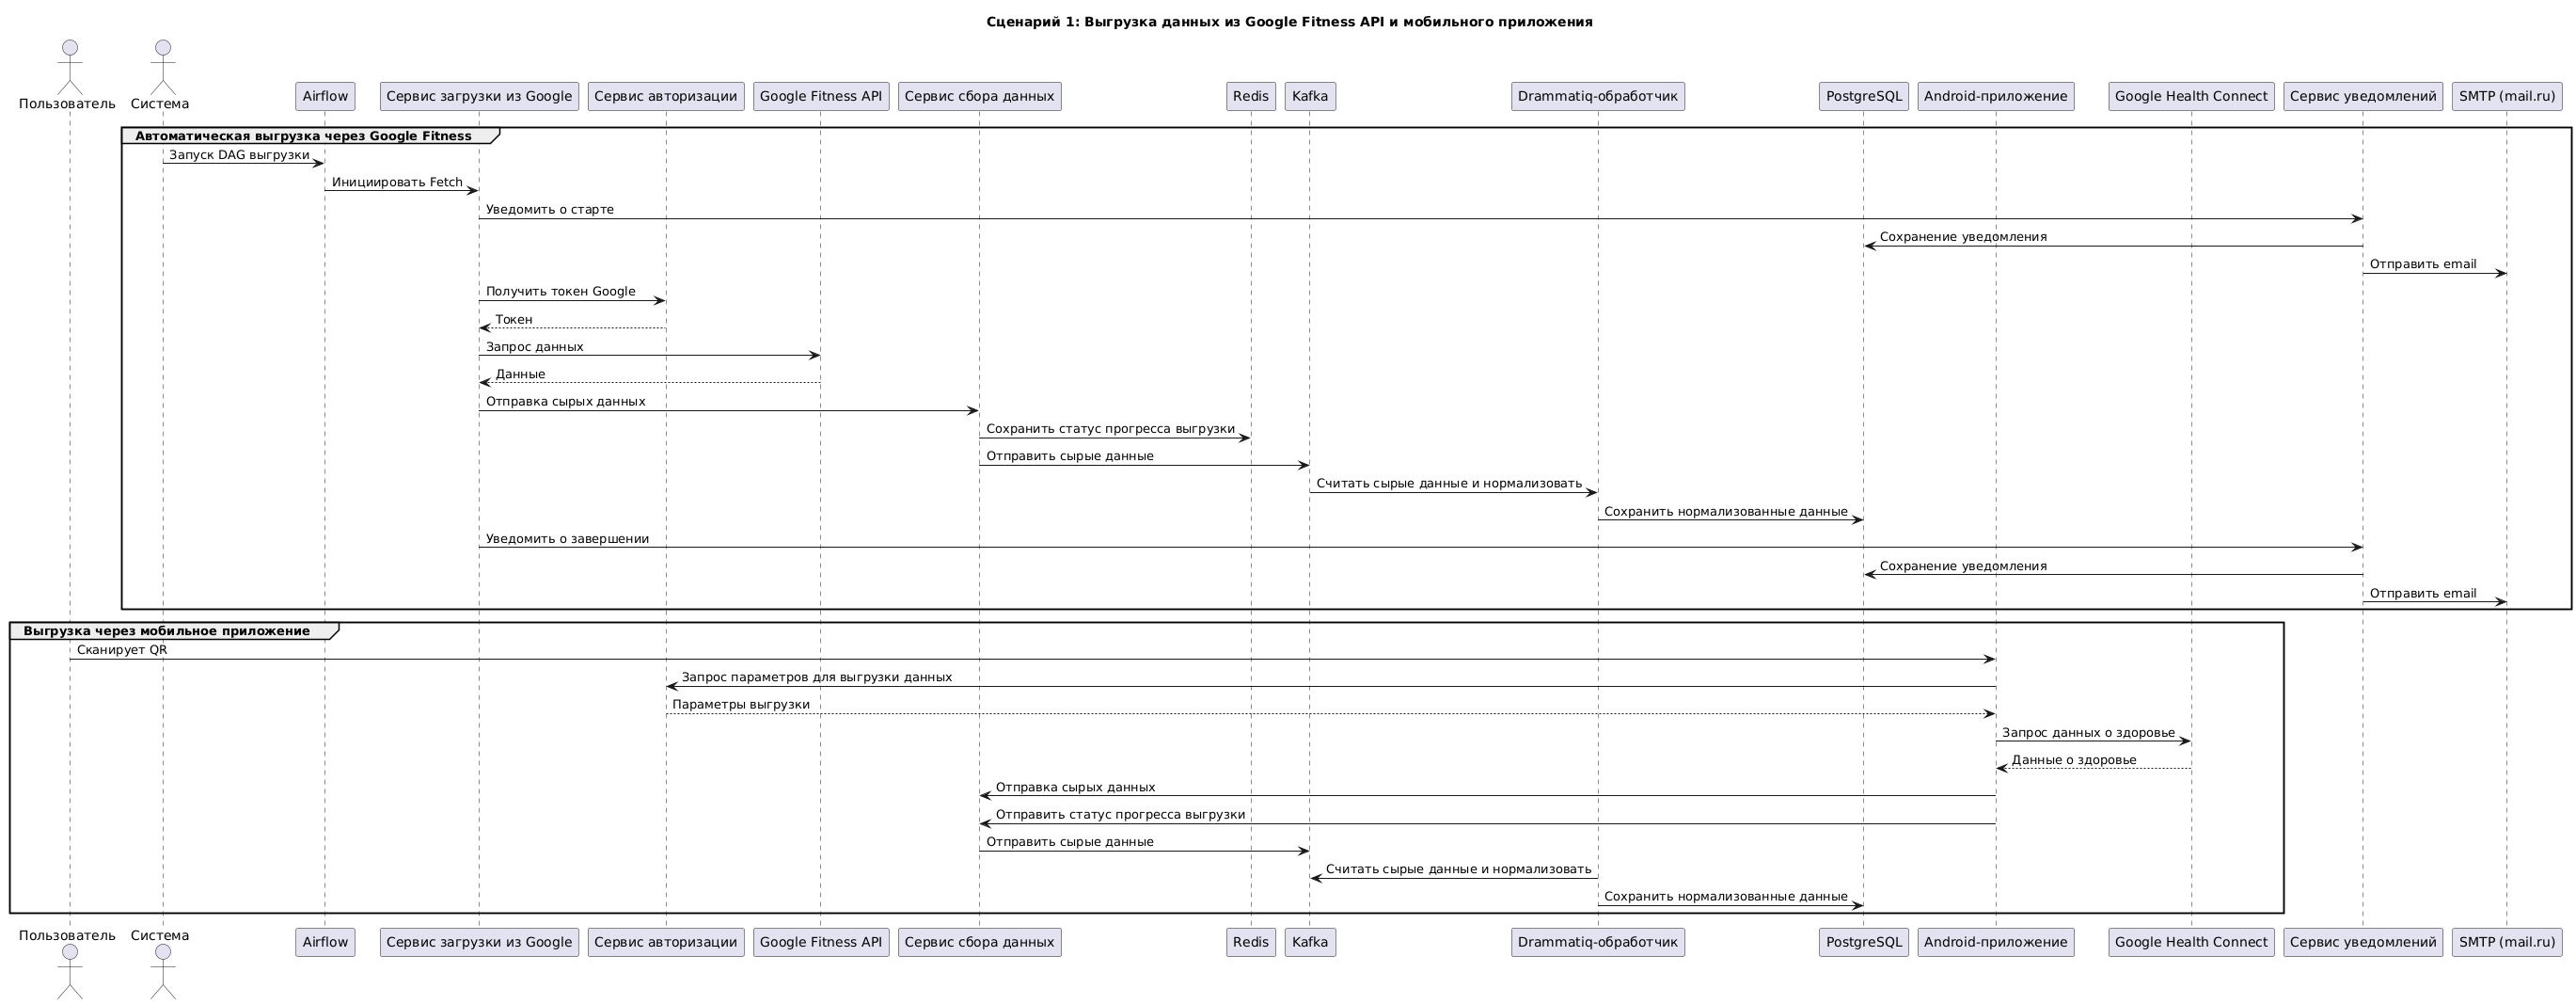 Сценарий 1: Выгрузка данных из Google Fitness API и мобильного приложения
Пользователь
Система
Airflow
Сервис загрузки из Google
Сервис авторизации
Google Fitness API
Сервис сбора данных
Redis
Kafka
Drammatiq-обработчик
PostgreSQL
Android-приложение
Google Health Connect
Сервис уведомлений
SMTP (mail.ru)
Автоматическая выгрузка через Google Fitness
Запуск DAG выгрузки
Инициировать Fetch
Уведомить о старте
Сохранение уведомления
Отправить email
Получить токен Google
Токен
Запрос данных
Данные
Отправка сырых данных
Сохранить статус прогресса выгрузки
Отправить сырые данные
Считать сырые данные и нормализовать
Сохранить нормализованные данные
Уведомить о завершении
Сохранение уведомления
Отправить email
Выгрузка через мобильное приложение
Сканирует QR
Запрос параметров для выгрузки данных
Параметры выгрузки
Запрос данных о здоровье
Данные о здоровье
Отправка сырых данных
Отправить статус прогресса выгрузки
Отправить сырые данные
Считать сырые данные и нормализовать
Сохранить нормализованные данные
Пользователь
Система
Airflow
Сервис загрузки из Google
Сервис авторизации
Google Fitness API
Сервис сбора данных
Redis
Kafka
Drammatiq-обработчик
PostgreSQL
Android-приложение
Google Health Connect
Сервис уведомлений
SMTP (mail.ru)